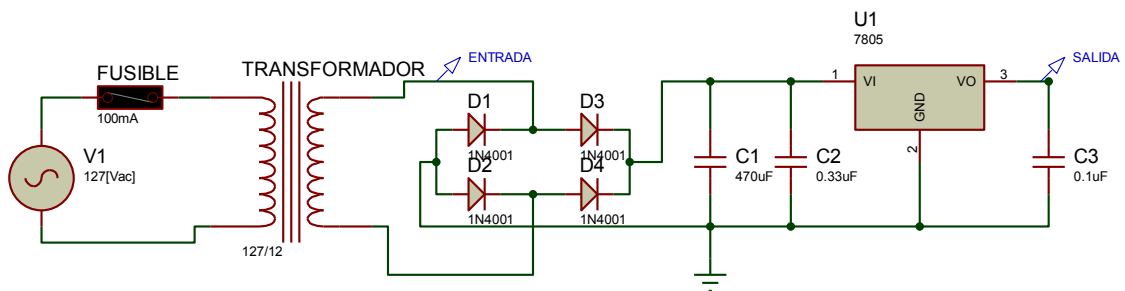 FUSIBLE
100mA
V1
127[Vac]
TRANSFORMADOR
127/12
ENTRADA
D1
1N4001
D3
1N4001
D2
1N4001
D4
1N4001
C1
470uF
C2
0.33uF
U1
7805
1
VI
VO
3
GND
2
SALIDA
C3
0.1uF